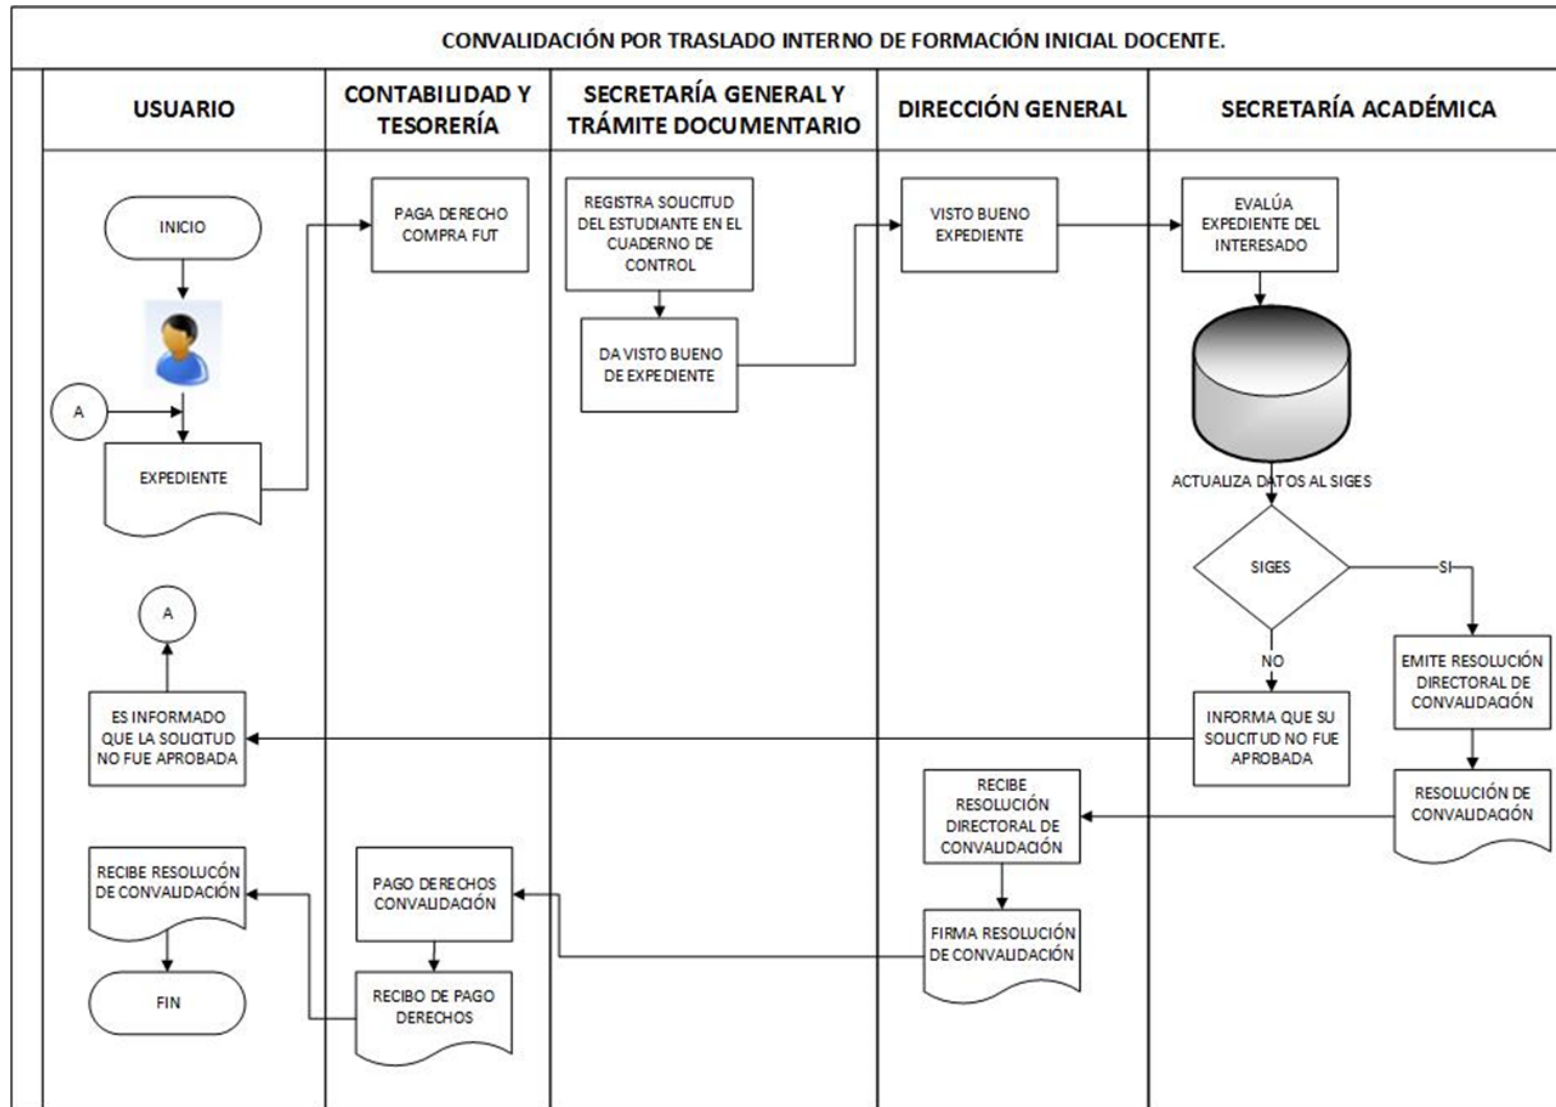 CONVALIDACIÓN POR TRASLADO INTERNO DE FORMACIÓN INICIAL DOCENTE.
USUARIO
CONTABILIDAD Y
TESORERÍA
SECRETARÍA GENERAL Y
TRÁMITE DOCUMENTARIO
DIRECCIÓN GENERAL
SECRETARÍA ACADÉMICA
INICIO
A
EXPEDIENTE
PAGA DERECHO
COMPRA FUT
REGISTRA SOLICITUD
DEL ESTUDIANTE EN EL
CUADERNO DE
CONTROL
DA VISTO BUENO
DE EXPEDIENTE
VISTO BUENO
EXPEDIENTE
EVALÚA
EXPEDIENTE DEL
INTERESADO
ACTUALIZA DATOS AL SIGES
SIGES
SI
NO
EMITE RESOLUCIÓN
DIRECTORAL DE
CONVALIDACIÓN
INFORMA QUE SU
SOLICITUD NO FUE
APROBADA
A
ES INFORMADO
QUE LA SOLICITUD
NO FUE APROBADA
RESOLUCIÓN DE
CONVALIDACIÓN
RECIBE
RESOLUCIÓN
DIRECTORAL DE
CONVALIDACIÓN
FIRMA RESOLUCIÓN
DE CONVALIDACIÓN
PAGO DERECHOS
CONVALIDACIÓN
RECIBO DE PAGO
DERECHOS
RECIBE RESOLUCÓN
DE CONVALIDACIÓN
FIN